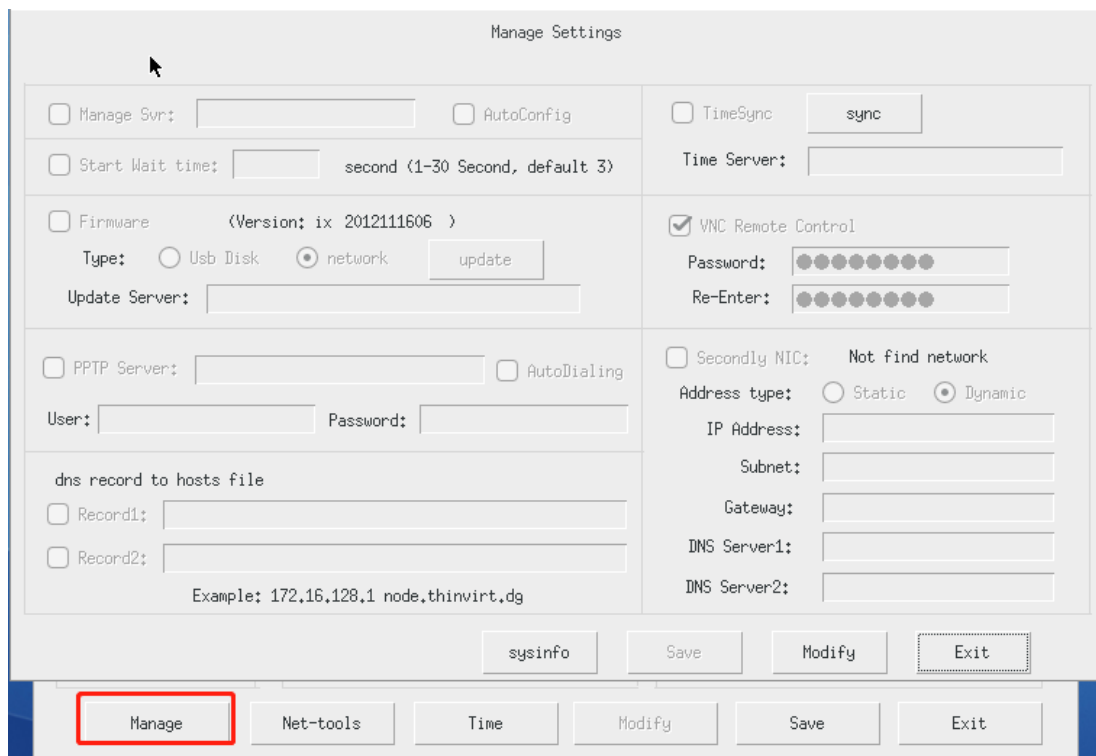 Manage Settings
Manage Svr:
AutoConfig
Start Wait time:
second (1-30 Second, default 3)
Firmware
(Version: ix 2012111606 )
Type:
Usb Disk
network
update
Update Server:
PPTP Server:
AutoDialing
User:
Password:
dns record to hosts file
Record1:
Record2:
Example: 172.16.128.1 node.thinvirt.dg
TimeSync
sync
Time Server:
VNC Remote Control
Password:
Re-Enter:
Secondly NIC:
Not find network
Address type:
Static
Dynamic
IP Address:
Subnet:
Gateway:
DNS Server1:
DNS Server2:
sysinfo
Save
Modify
Exit
Manage
Net-tools
Time
Modify
Save
Exit